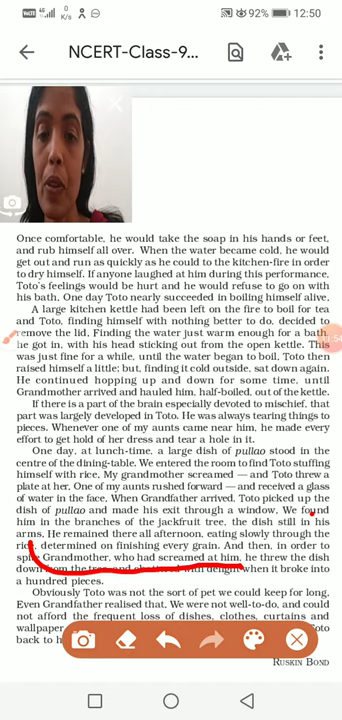 VoLTE 4G 0 K/s 92% 12:50
NCERT-Class-9...
Once comfortable, he would take the soap in his hands or feet,
and rub himself all over. When the water became cold, he would
get out and run as quickly as he could to the kitchen-fire in order
to dry himself. If anyone laughed at him during this performance,
Toto's feelings would be hurt and he would refuse to go on with
his bath. One day Toto nearly succeeded in boiling himself alive.
A large kitchen kettle had been left on the fire to boil for tea
and Toto, finding himself with nothing better to do, decided to
remove the lid. Finding the water just warm enough for a bath,
he got in, with his head sticking out from the open kettle. This
was just fine for a while, until the water began to boil. Toto then
raised himself a little; but, finding it cold outside, sat down again.
He continued hopping up and down for some time, until
Grandmother arrived and hauled him, half-boiled, out of the kettle.
If there is a part of the brain especially devoted to mischief, that
part was largely developed in Toto. He was always tearing things to
pieces. Whenever one of my aunts came near him, he made every
effort to get hold of her dress and tear a hole in it.
One day, at lunch-time, a large dish of pullao stood in the
centre of the dining-table. We entered the room to find Toto stuffing
himself with rice. My grandmother screamed — and Toto threw a
plate at her. One of my aunts rushed forward — and received a glass
of water in the face. When Grandfather arrived, Toto picked up the
dish of pullao and made his exit through a window. We found
him in the branches of the jackfruit tree, the dish still in his
arms. He remained there all afternoon, eating slowly through the
rice, determined on finishing every grain. And then, in order to
spite Grandmother, who had screamed at him, he threw the dish
down from the tree, and chattered with delight when it broke into
a hundred pieces.
Obviously Toto was not the sort of pet we could keep for long.
Even Grandfather realised that. We were not well-to-do, and could
not afford the frequent loss of dishes, clothes, curtains and
wallpaper Toto
back to
RUSKIN BOND